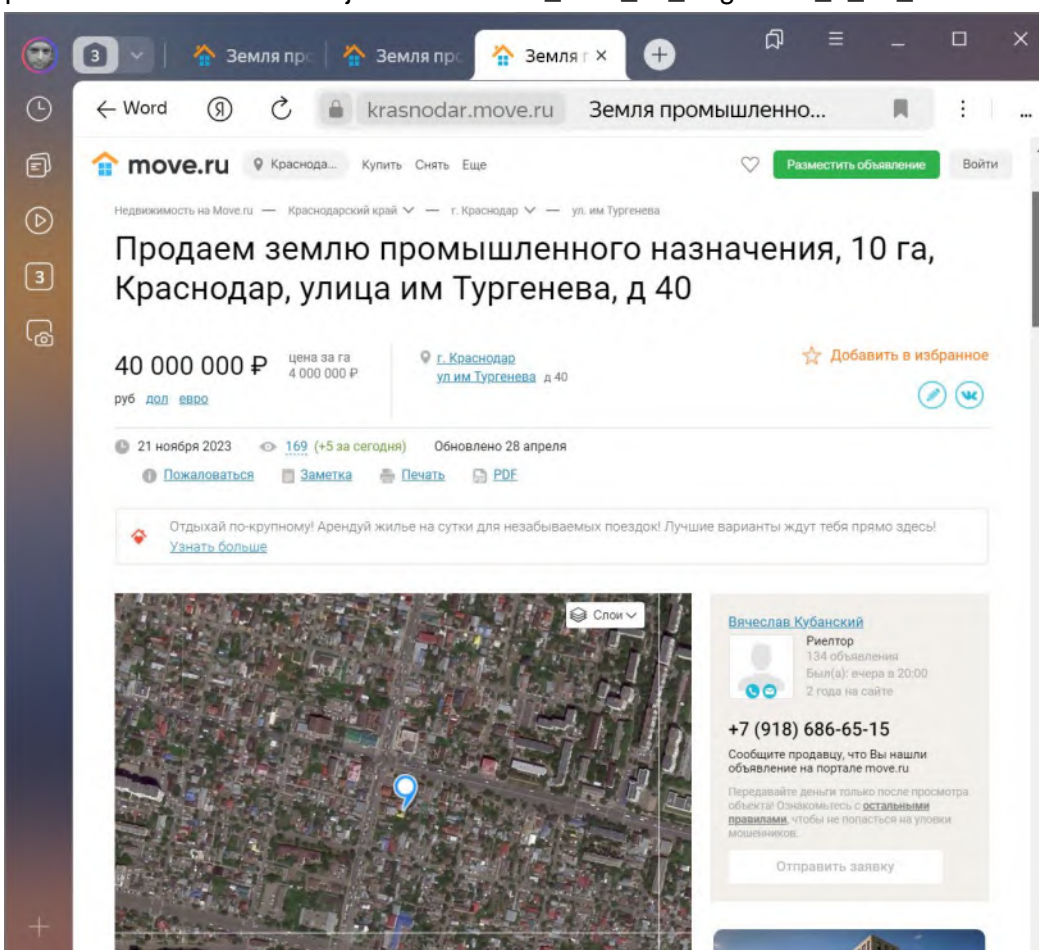 3
Земля про
Земля про
Земля г
Word
Я
krasnodar.move.ru
Земля промышленно...
3
move.ru
Краснода...
Купить Снять Еще
Разместить объявление
Войти
Недвижимость на Move.ru — Краснодарский край — г. Краснодар — ул. им Тургенева
Продаем землю промышленного назначения, 10 га,
Краснодар, улица им Тургенева, д 40
40 000 000 ₽
цена за га
4 000 000 ₽
руб дол евро
г. Краснодар
ул им Тургенева д 40
Добавить в избранное
21 ноября 2023 169 (+5 за сегодня) Обновлено 28 апреля
Пожаловаться Заметка Печать PDF
Отдыхай по-крупному! Арендуй жилье на сутки для незабываемых поездок! Лучшие варианты ждут тебя прямо здесь!
Узнать больше
Слои
Вячеслав Кубанский
Риелтор
134 объявления
Был(а): вчера в 20:00
2 года на сайте
+7 (918) 686-65-15
Сообщите продавцу, что Вы нашли
объявление на портале move.ru
Передавайте деньги только после просмотра
объекта! Ознакомьтесь с остальными
правилами, чтобы не попасться на уловки
мошенников.
Отправить заявку